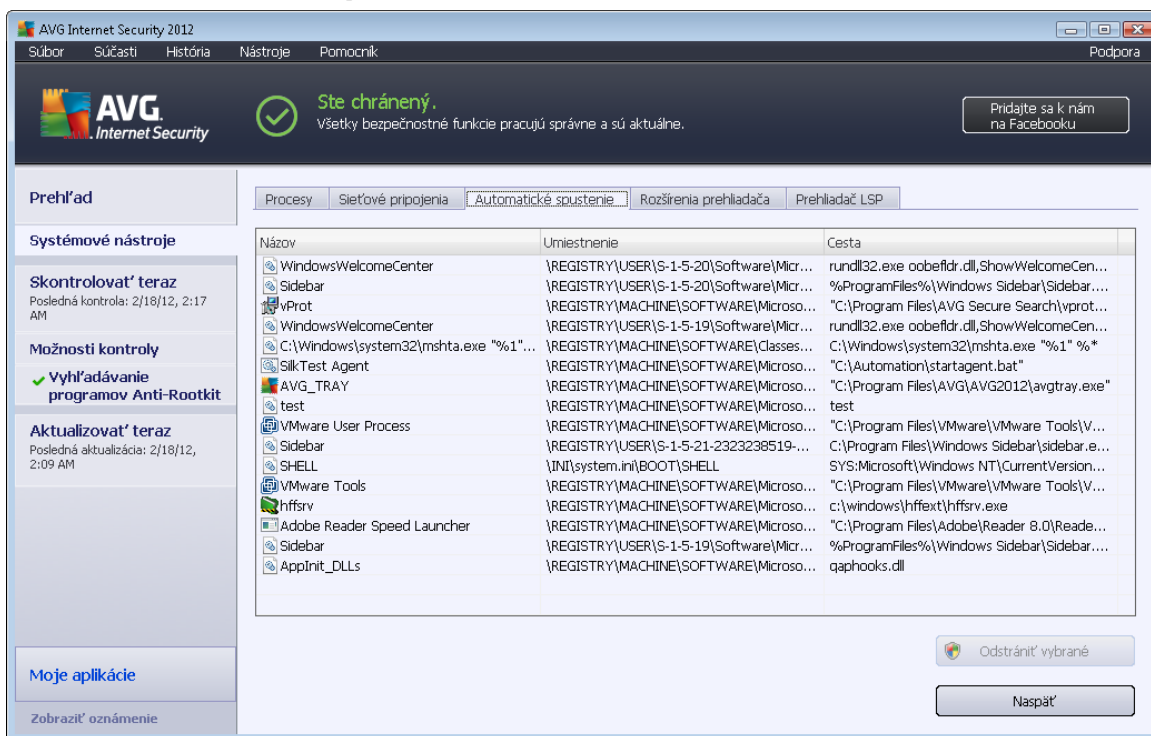 AVG Internet Security 2012
Súbor Súčasti História Nástroje Pomocník Podpora
AVG.
Internet Security
Ste chránený.
Všetky bezpečnostné funkcie pracujú správne a sú aktuálne.
Pridajte sa k nám
na Facebooku
Prehľad
Systémové nástroje
Skontrolovať teraz
Posledná kontrola: 2/18/12, 2:17
AM
Možnosti kontroly
Vyhľadávanie
programov Anti-Rootkit
Aktualizovať teraz
Posledná aktualizácia: 2/18/12,
2:09 AM
Moje aplikácie
Zobraziť oznámenie
Procesy Sieťové pripojenia Automatické spustenie Rozšírenia prehliadača Prehliadač LSP
Názov Umiestnenie Cesta
WindowsWelcomeCenter \REGISTRY\USER\S-1-5-20\Software\Micr... rundll32.exe oobefldr.dll,ShowWelcomeCen...
Sidebar \REGISTRY\USER\S-1-5-20\Software\Micr... %ProgramFiles%\Windows Sidebar\Sidebar....
vProt \REGISTRY\MACHINE\SOFTWARE\Microso... "C:\Program Files\AVG Secure Search\vprot...
WindowsWelcomeCenter \REGISTRY\USER\S-1-5-19\Software\Micr... rundll32.exe oobefldr.dll,ShowWelcomeCen...
C:\Windows\system32\mshta.exe "%1"... \REGISTRY\MACHINE\SOFTWARE\Classes... C:\Windows\system32\mshta.exe "%1" %*
SilkTest Agent \REGISTRY\MACHINE\SOFTWARE\Microso... "C:\Automation\startagent.bat"
AVG_TRAY \REGISTRY\MACHINE\SOFTWARE\Microso... "C:\Program Files\AVG\AVG2012\avgtray.exe"
test \REGISTRY\MACHINE\SOFTWARE\Microso... test
VMware User Process \REGISTRY\MACHINE\SOFTWARE\Microso... "C:\Program Files\VMware\VMware Tools\V...
Sidebar \REGISTRY\USER\S-1-5-21-2323238519-... C:\Program Files\Windows Sidebar\sidebar.e...
SHELL \INI\system.ini\BOOT\SHELL SYS:Microsoft\Windows NT\CurrentVersion...
VMware Tools \REGISTRY\MACHINE\SOFTWARE\Microso... "C:\Program Files\VMware\VMware Tools\V...
hffsrv \REGISTRY\MACHINE\SOFTWARE\Microso... c:\windows\hffext\hffsrv.exe
Adobe Reader Speed Launcher \REGISTRY\MACHINE\SOFTWARE\Microso... "C:\Program Files\Adobe\Reader 8.0\Reade...
Sidebar \REGISTRY\USER\S-1-5-19\Software\Micr... %ProgramFiles%\Windows Sidebar\Sidebar....
AppInit_DLLs \REGISTRY\MACHINE\SOFTWARE\Microso... qaphooks.dll
Odstrániť vybrané
Naspäť